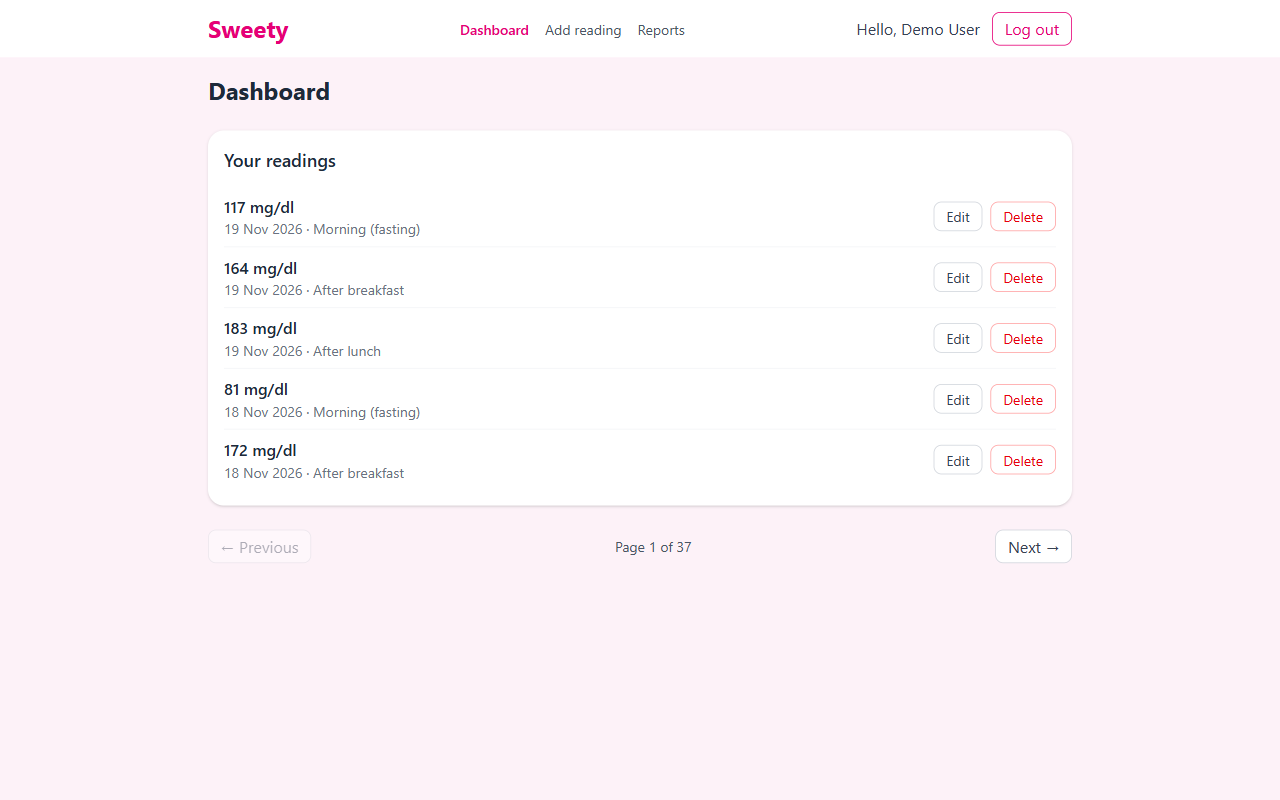 Sweety
Dashboard Add reading Reports
Hello, Demo User Log out
Dashboard
Your readings
117 mg/dl
19 Nov 2026 · Morning (fasting)
Edit Delete
164 mg/dl
19 Nov 2026 · After breakfast
Edit Delete
183 mg/dl
19 Nov 2026 · After lunch
Edit Delete
81 mg/dl
18 Nov 2026 · Morning (fasting)
Edit Delete
172 mg/dl
18 Nov 2026 · After breakfast
Edit Delete
← Previous Page 1 of 37 Next →